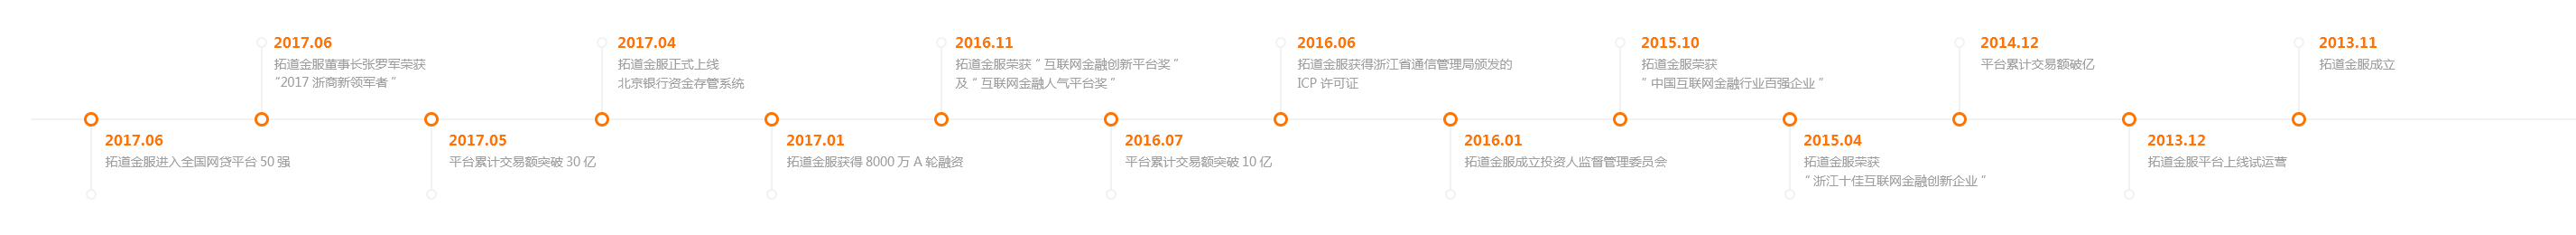 2017.06
拓道金服董事长张罗军荣获
“2017 浙商新领军者“
2017.04
拓道金服正式上线
北京银行资金存管系统
2016.11
拓道金服荣获“ 互联网金融创新平台奖“
及“ 互联网金融人气平台奖“
2016.06
拓道金服获得浙江省通信管理局颁发的
ICP 许可证
2015.10
拓道金服荣获
“ 中国互联网金融行业百强企业“
2014.12
平台累计交易额破亿
2013.11
拓道金服成立
2017.06
拓道金服进入全国网贷平台 50 强
2017.05
平台累计交易额突破 30 亿
2017.01
拓道金服获得 8000 万 A 轮融资
2016.07
平台累计交易额突破 10 亿
2016.01
拓道金服成立投资人监督管理委员会
2015.04
拓道金服荣获
“ 浙江十佳互联网金融创新企业“
2013.12
拓道金服平台上线试运营